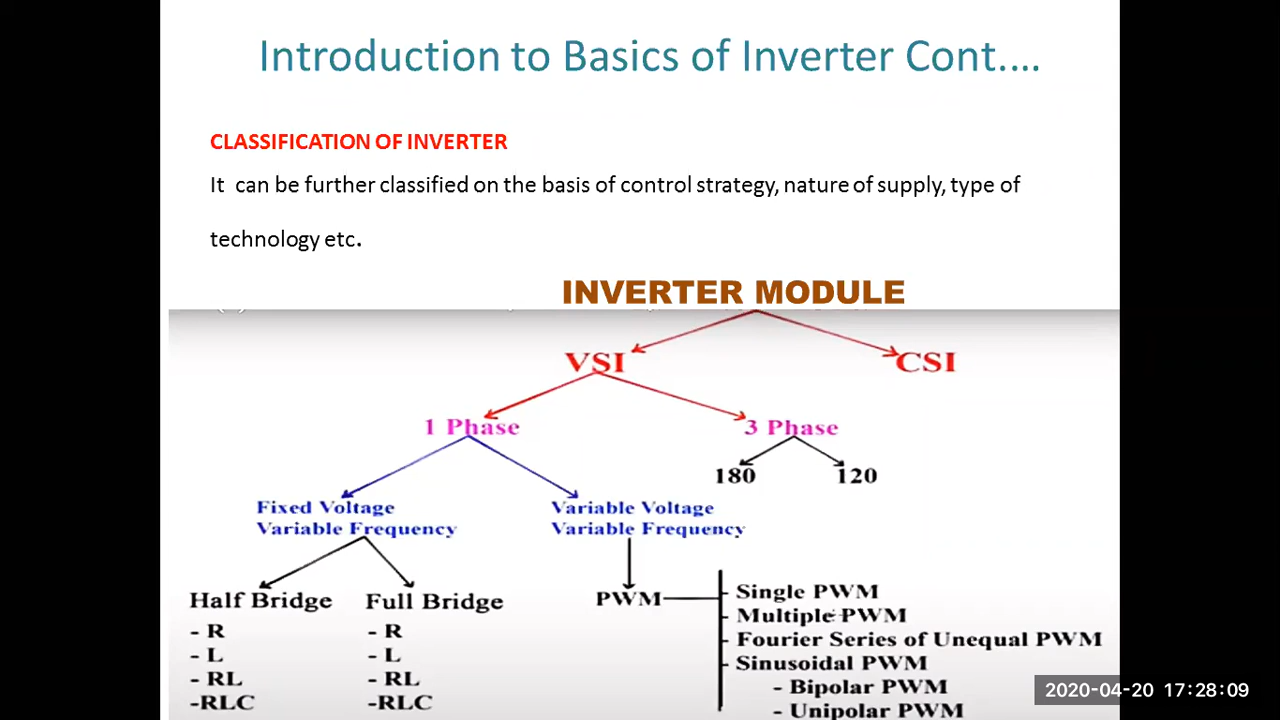 Introduction to Basics of Inverter Cont.…
CLASSIFICATION OF INVERTER
It can be further classified on the basis of control strategy, nature of supply, type of
technology etc.
INVERTER MODULE
VSI CSI
1 Phase 3 Phase
180 120
Fixed Voltage Variable Voltage
Variable Frequency Variable Frequency
Half Bridge Full Bridge PWM Single PWM
Multiple PWM
- R - R
Fourier Series of Unequal PWM
- L - L
Sinusoidal PWM
- RL - RL
- Bipolar PWM
2020-04-20 17:28:09
-RLC -RLC
- Unipolar PWM